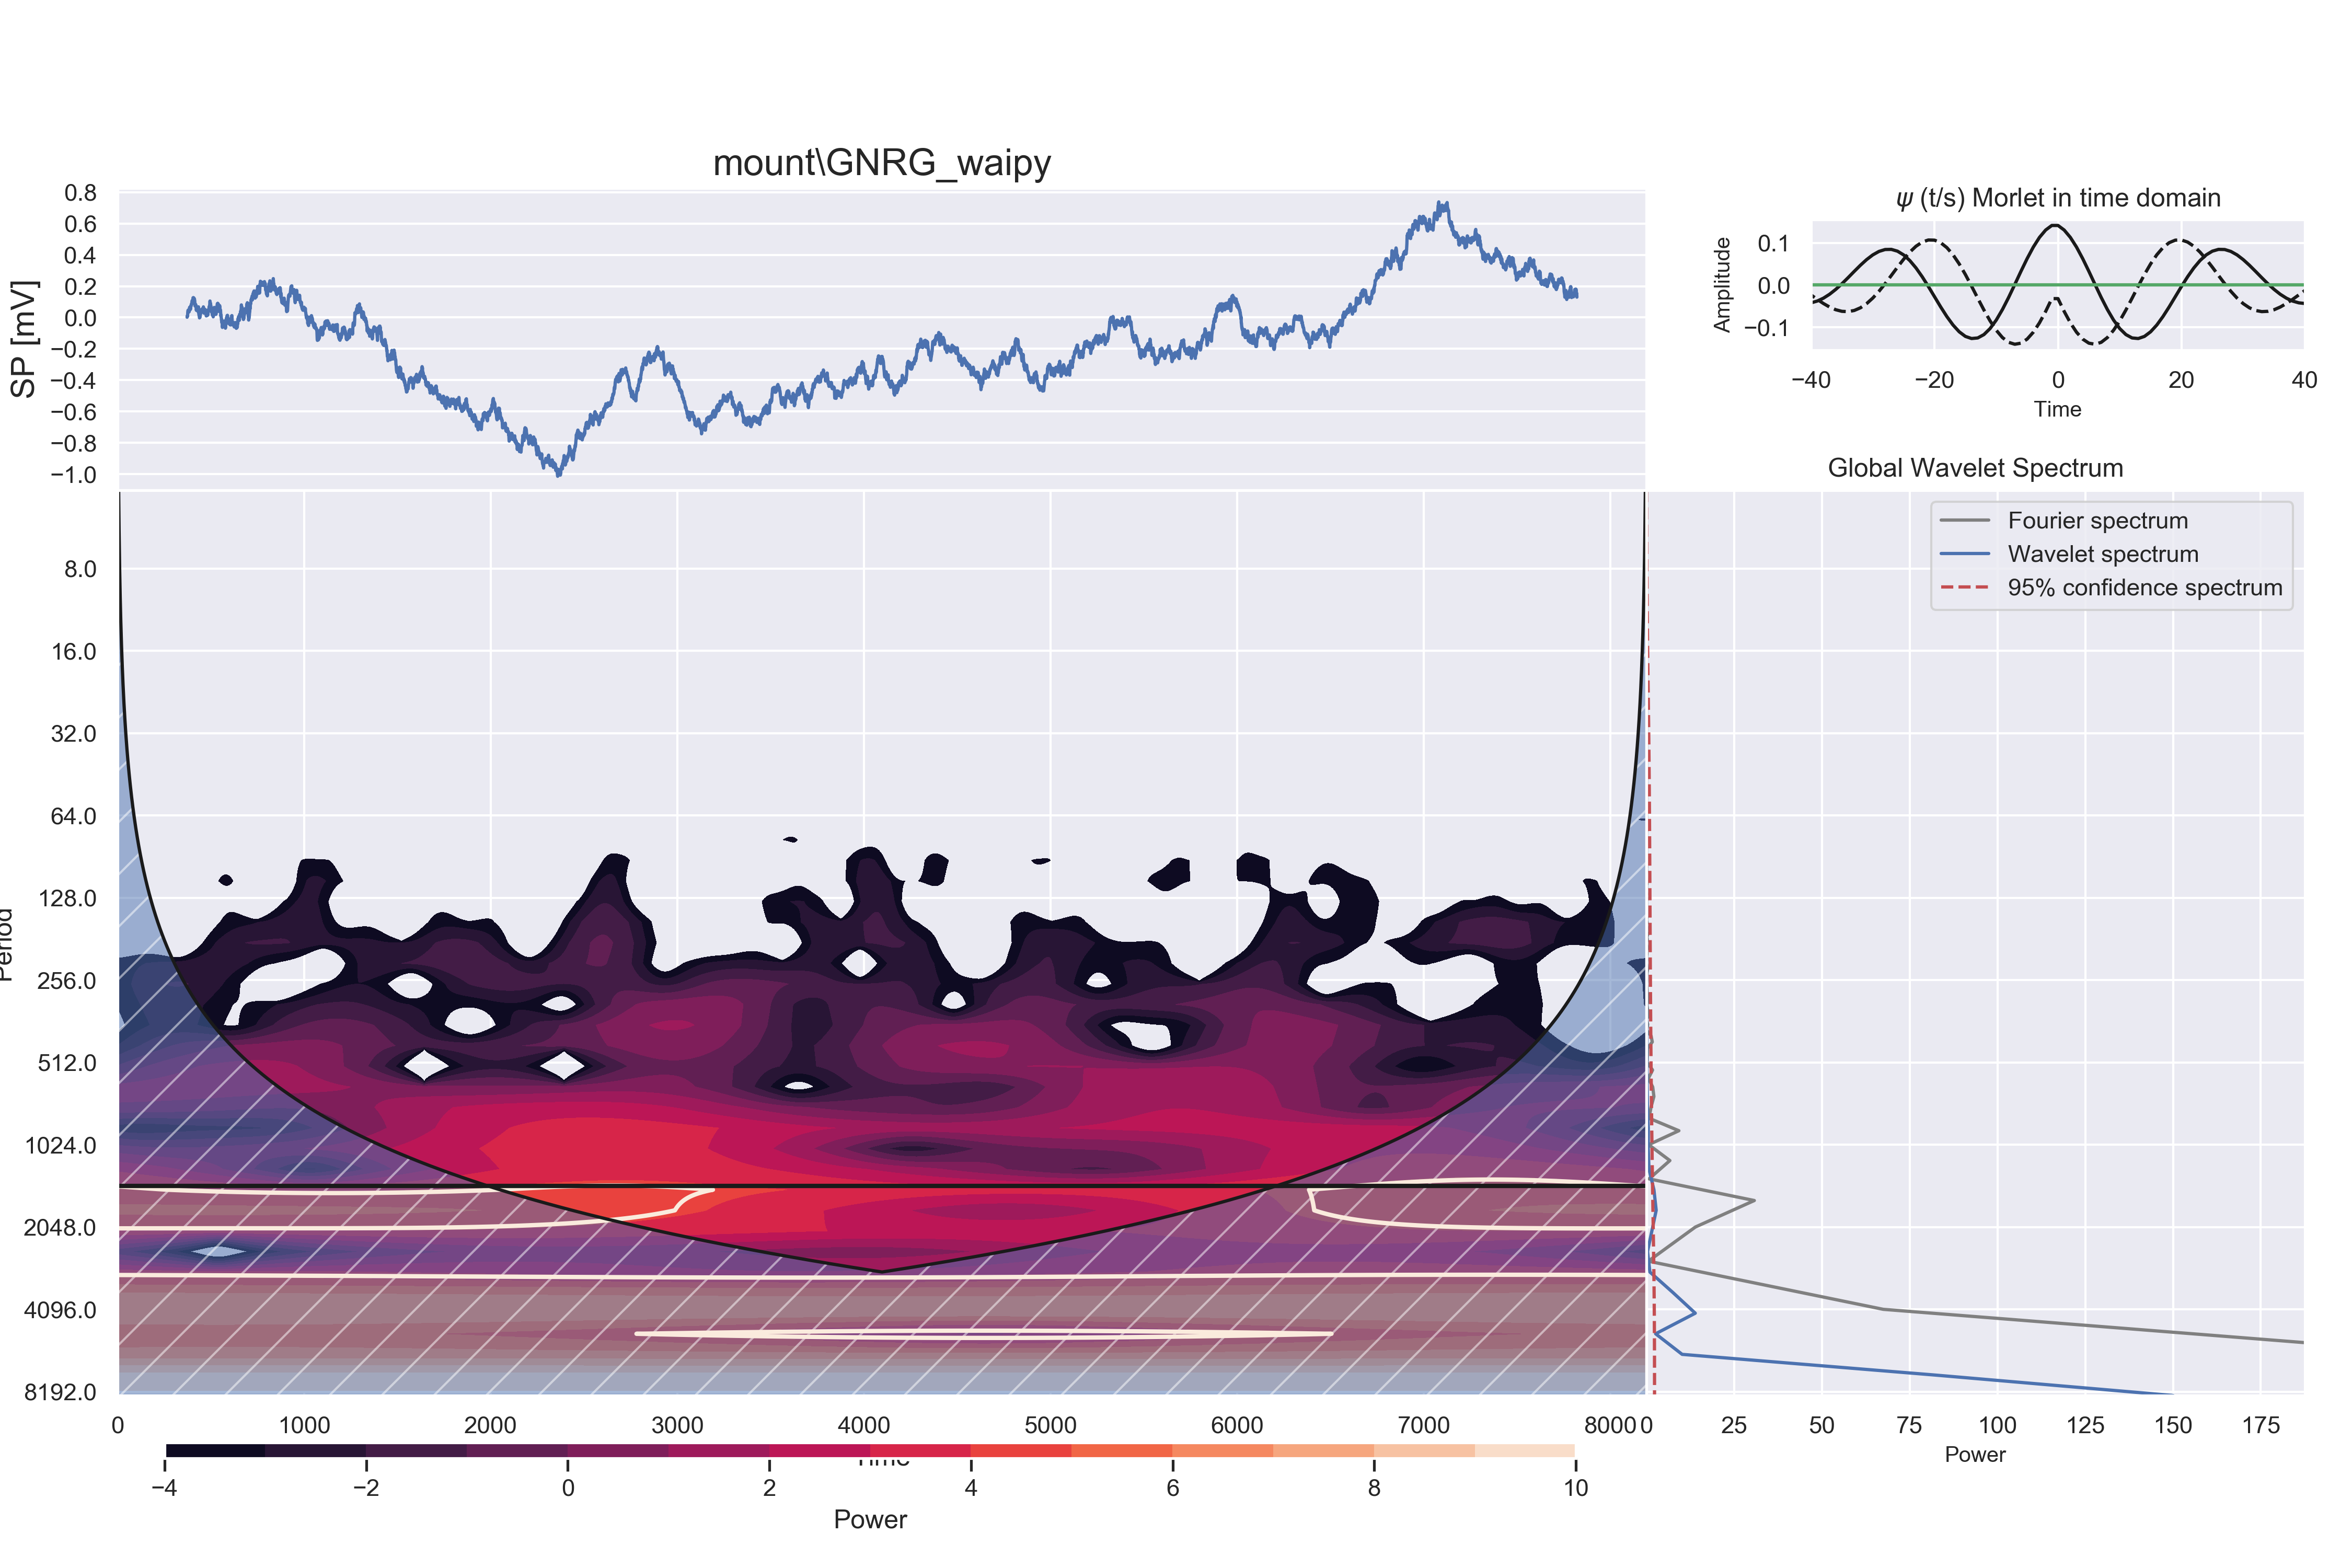 mount\GNRG_waipy
SP [mV]
0.8
0.6
0.4
0.2
0.0
−0.2
−0.4
−0.6
−0.8
−1.0
ψ (t/s) Morlet in time domain
Amplitude
0.1
0.0
−0.1
−40 −20 0 20 40
Time
Global Wavelet Spectrum
Fourier spectrum
Wavelet spectrum
95% confidence spectrum
Period
8.0
16.0
32.0
64.0
128.0
256.0
512.0
1024.0
2048.0
4096.0
8192.0
0 1000 2000 3000 4000 5000 6000 7000 8000
0 25 50 75 100 125 150 175
Power
Time
−4 −2 0 2 4 6 8 10
Power